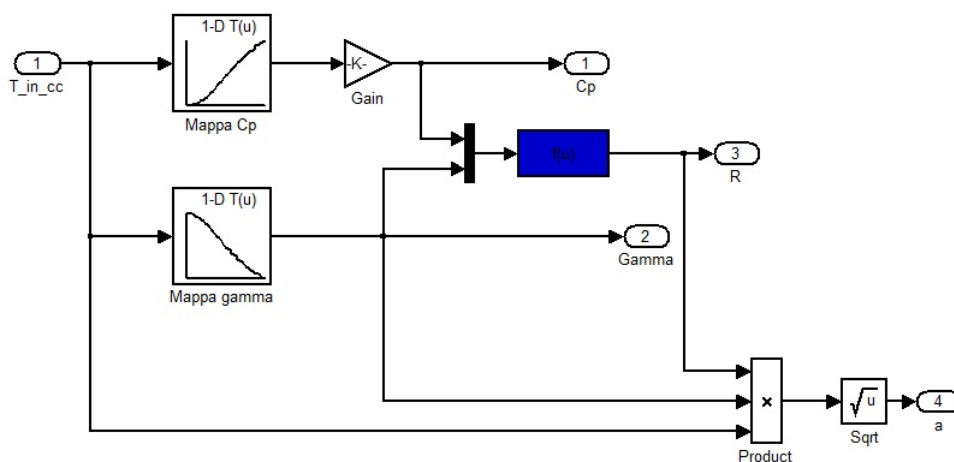 1-D T(u)
1
T_in_cc
Mappa Cp
-K-
Gain
1
Cp
f(u)
3
R
1-D T(u)
Mappa gamma
2
Gamma
×
Product
√u
Sqrt
4
a